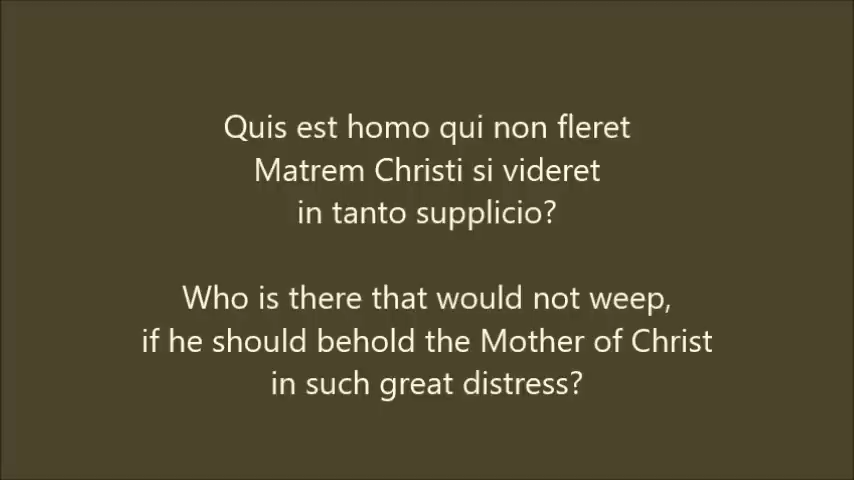 Quis est homo qui non fleret
Matrem Christi si videret
in tanto supplicio?
Who is there that would not weep,
if he should behold the Mother of Christ
in such great distress?